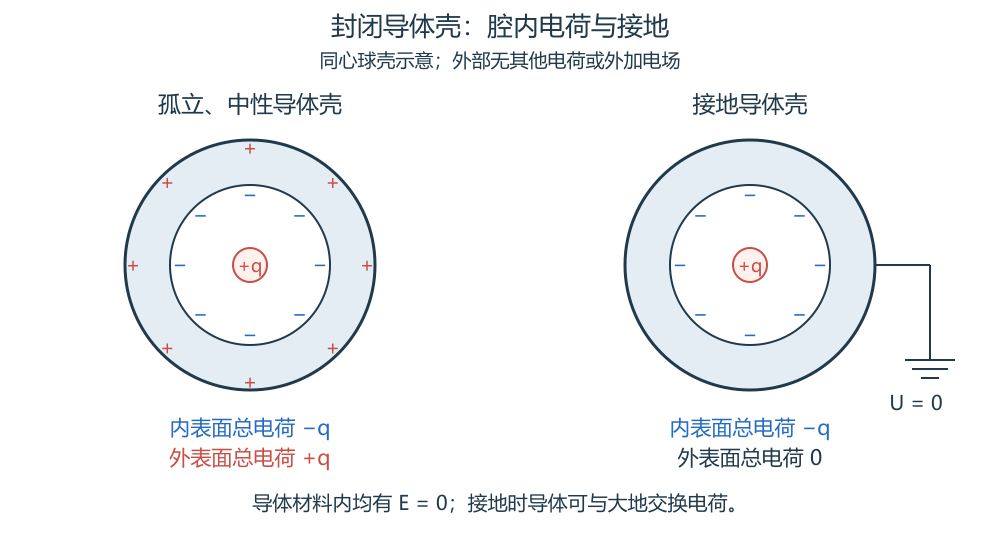 封闭导体壳：腔内电荷与接地
同心球壳示意；外部无其他电荷或外加电场
孤立、中性导体壳
接地导体壳
+
+ +
−
− −
+ − +q − +
− −
−
+ +
+
−
− −
− +q −
− −
−
U = 0
内表面总电荷 −q
外表面总电荷 +q
内表面总电荷 −q
外表面总电荷 0
导体材料内均有 E = 0；接地时导体可与大地交换电荷。